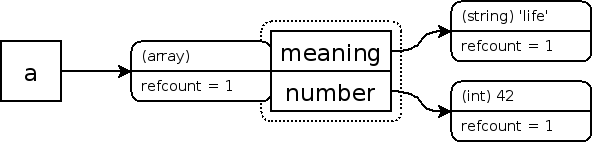 a
(array)
refcount = 1
meaning
number
(string) 'life'
refcount = 1
(int) 42
refcount = 1